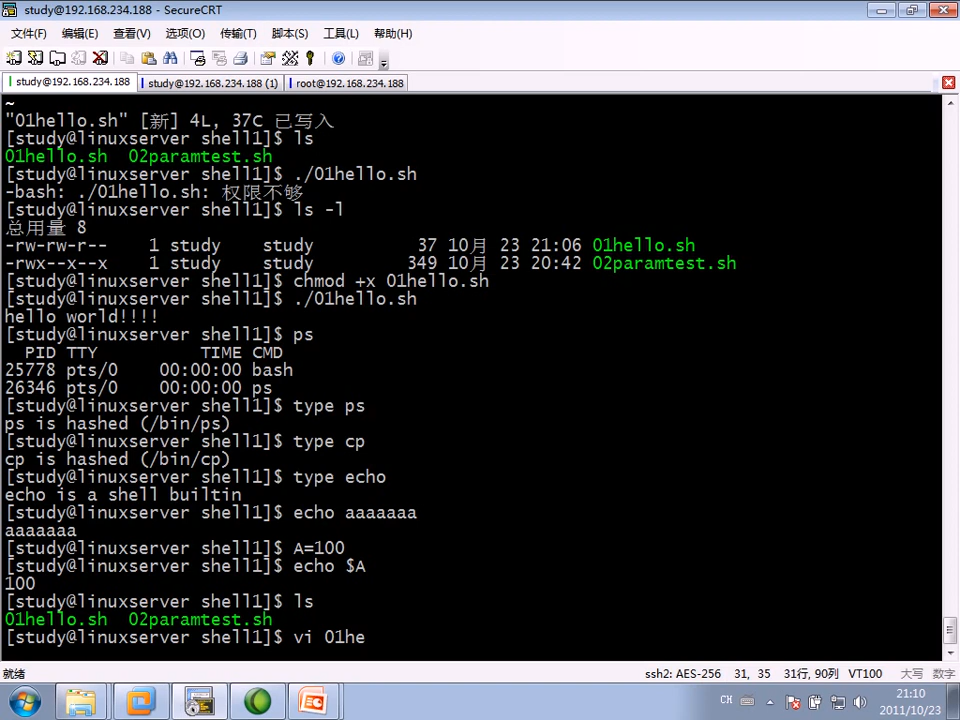 study@192.168.234.188 - SecureCRT
文件(F) 编辑(E) 查看(V) 选项(O) 传输(T) 脚本(S) 工具(L) 帮助(H)
study@192.168.234.188 study@192.168.234.188 (1) root@192.168.234.188
~
"01hello.sh" [新] 4L, 37C 已写入
[study@linuxserver shell1]$ ls
01hello.sh 02paramtest.sh
[study@linuxserver shell1]$ ./01hello.sh
-bash: ./01hello.sh: 权限不够
[study@linuxserver shell1]$ ls -l
总用量 8
-rw-rw-r-- 1 study study 37 10月 23 21:06 01hello.sh
-rwx--x--x 1 study study 349 10月 23 20:42 02paramtest.sh
[study@linuxserver shell1]$ chmod +x 01hello.sh
[study@linuxserver shell1]$ ./01hello.sh
hello world!!!!
[study@linuxserver shell1]$ ps
PID TTY TIME CMD
25778 pts/0 00:00:00 bash
26346 pts/0 00:00:00 ps
[study@linuxserver shell1]$ type ps
ps is hashed (/bin/ps)
[study@linuxserver shell1]$ type cp
cp is hashed (/bin/cp)
[study@linuxserver shell1]$ type echo
echo is a shell builtin
[study@linuxserver shell1]$ echo aaaaaaa
aaaaaaa
[study@linuxserver shell1]$ A=100
[study@linuxserver shell1]$ echo $A
100
[study@linuxserver shell1]$ ls
01hello.sh 02paramtest.sh
[study@linuxserver shell1]$ vi 01he
就绪 ssh2: AES-256 31, 35 31行, 90列 VT100 大写 数字
CH 21:10
2011/10/23